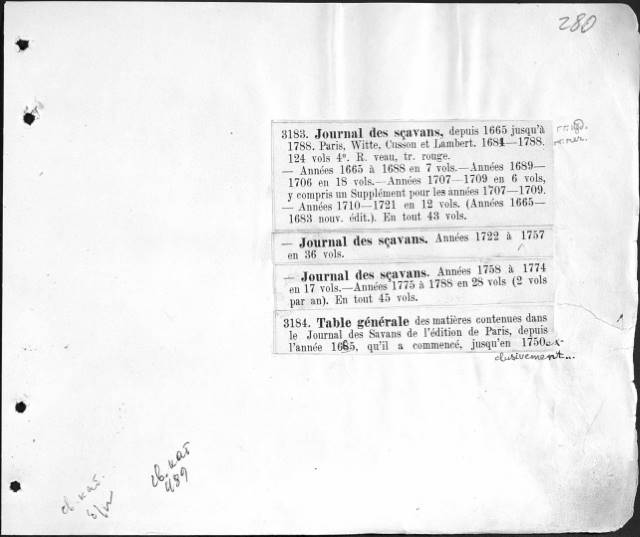 280
3183. Journal des sçavans, depuis 1665 jusqu'à
1788. Paris, Witte, Cusson et Lambert. 1684—1788.
124 vols 4°. R. veau, tr. rouge.
— Années 1665 à 1688 en 7 vols.—Années 1689—
1706 en 18 vols.—Années 1707—1709 en 6 vols,
y compris un Supplément pour les années 1707—1709.
— Années 1710—1721 en 12 vols. (Années 1665—
1683 nouv. édit.). En tout 43 vols.
— Journal des sçavans. Années 1722 à 1757
en 36 vols.
— Journal des sçavans. Années 1758 à 1774
en 17 vols.—Années 1775 à 1788 en 28 vols (2 vols
par an). En tout 45 vols.
3184. Table générale des matières contenues dans
le Journal des Savans de l'édition de Paris, depuis
l'année 1665, qu'il a commencé, jusqu'en 1750 ex-
clusivement...
св. кат.
св. кат
489